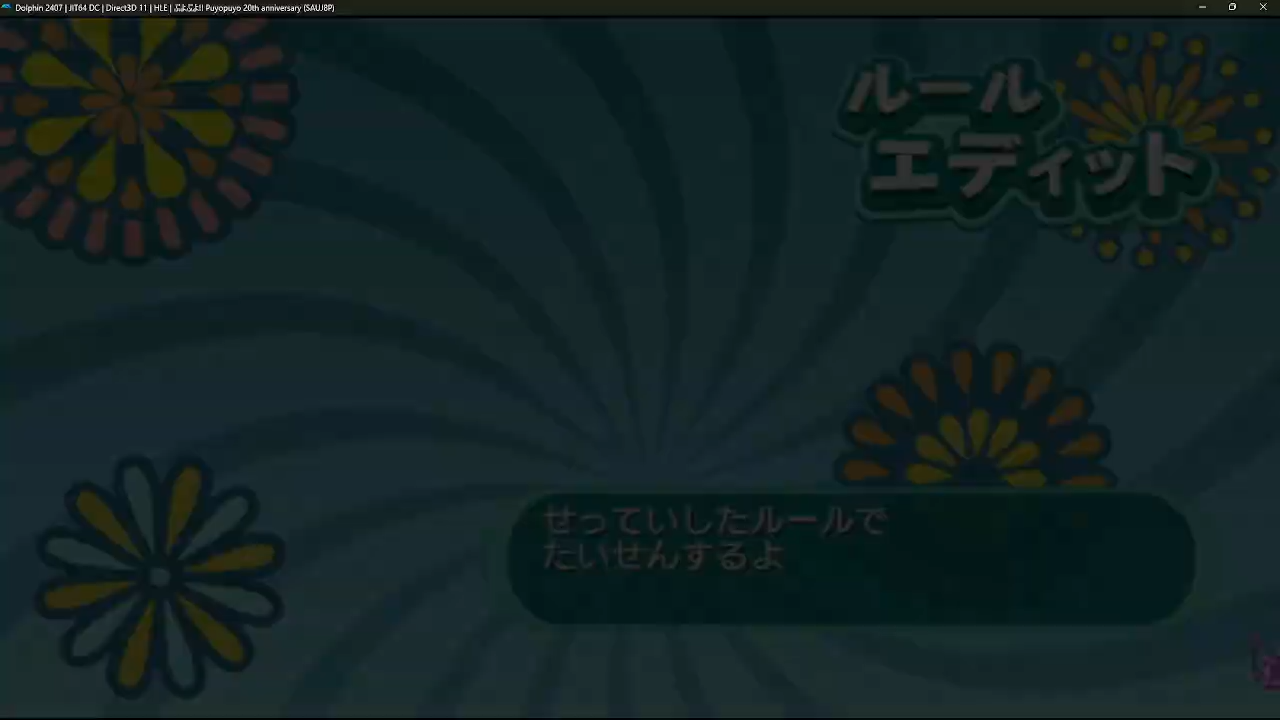 Dolphin 2407 | JIT64 DC | Direct3D 11 | HLE | ぷよぷよ!! Puyopuyo 20th anniversary (SAUJ8P)
ルール
エディット
せっていしたルールで
たいせんするよ